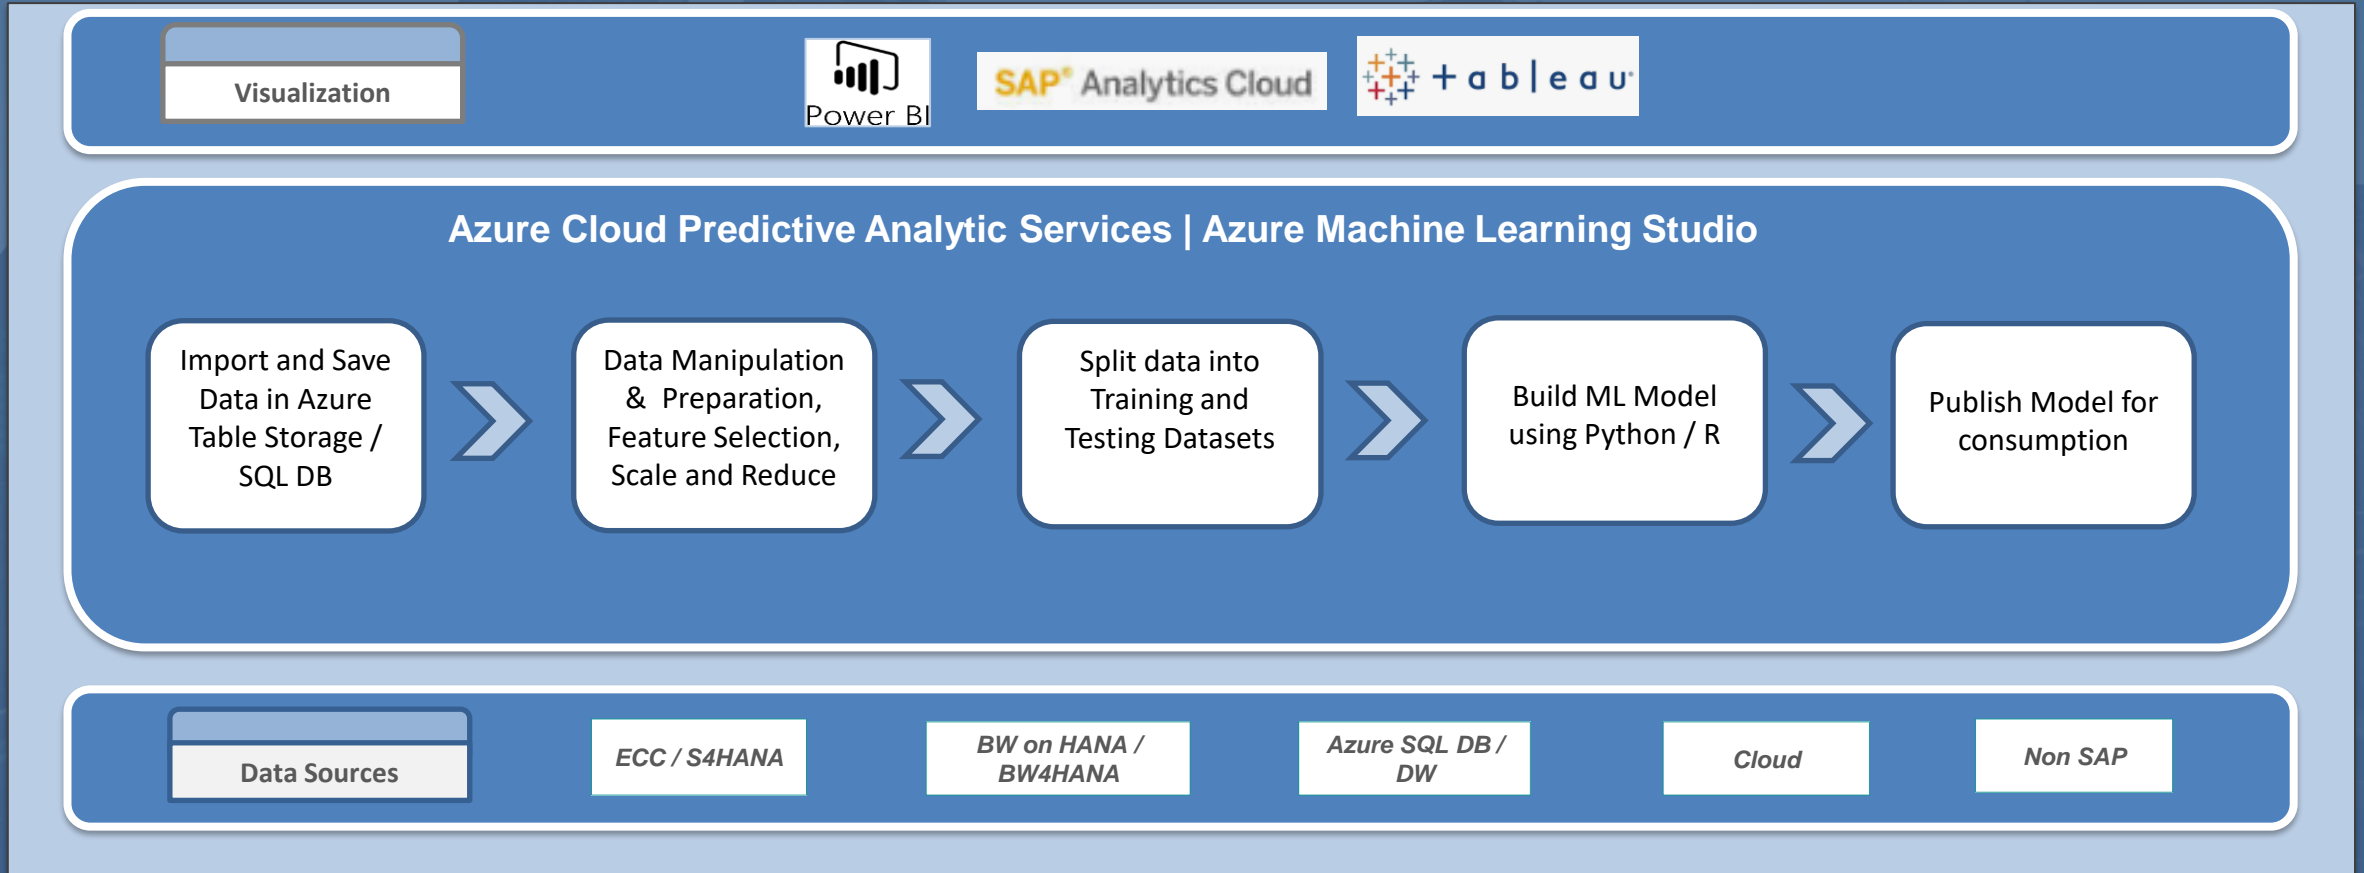 Visualization
Power BI
SAP® Analytics Cloud
+ableau
Azure Cloud Predictive Analytic Services | Azure Machine Learning Studio
Import and Save
Data in Azure
Table Storage /
SQL DB
Data Manipulation
& Preparation,
Feature Selection,
Scale and Reduce
Split data into
Training and
Testing Datasets
Build ML Model
using Python / R
Publish Model for
consumption
Data Sources
ECC / S4HANA
BW on HANA /
BW4HANA
Azure SQL DB /
DW
Cloud
Non SAP